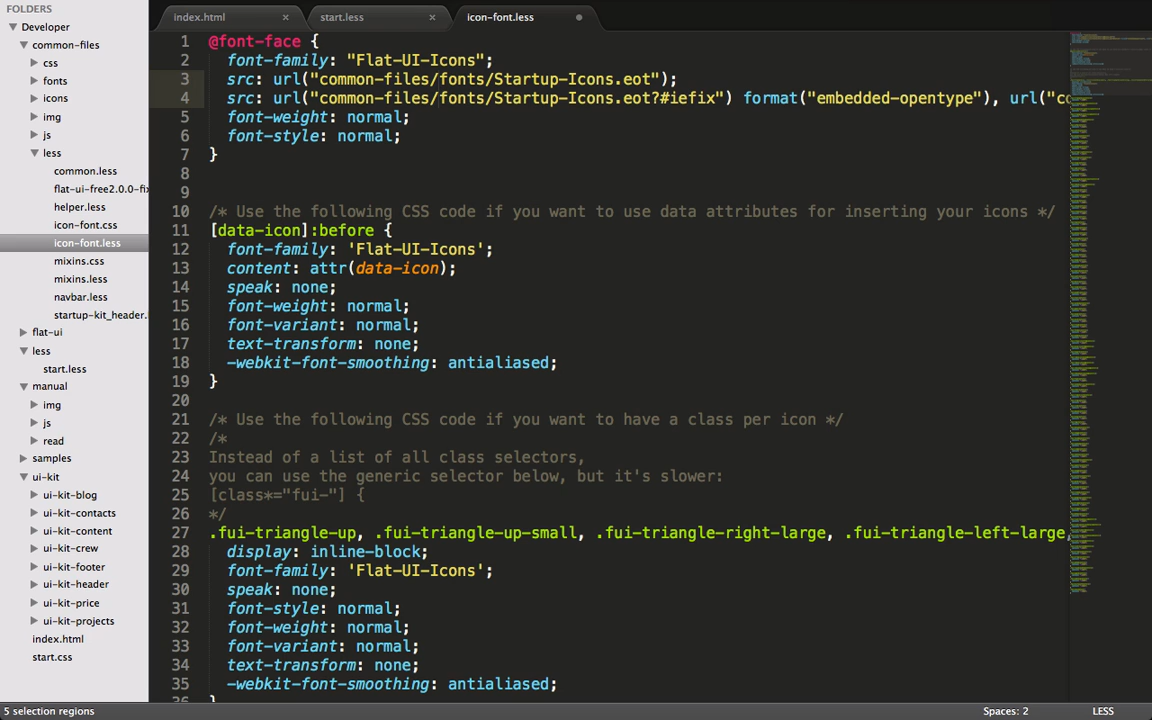 FOLDERS
Developer
common-files
css
fonts
icons
img
js
less
common.less
flat-ui-free2.0.0-fix
helper.less
icon-font.css
icon-font.less
mixins.css
mixins.less
navbar.less
startup-kit_header.l
flat-ui
less
start.less
manual
img
js
read
samples
ui-kit
ui-kit-blog
ui-kit-contacts
ui-kit-content
ui-kit-crew
ui-kit-footer
ui-kit-header
ui-kit-price
ui-kit-projects
index.html
start.css
index.html × start.less × icon-font.less
1 @font-face {
2 font-family: "Flat-UI-Icons";
3 src: url("common-files/fonts/Startup-Icons.eot");
4 src: url("common-files/fonts/Startup-Icons.eot?#iefix") format("embedded-opentype"), url("co
5 font-weight: normal;
6 font-style: normal;
7 }
8
9
10 /* Use the following CSS code if you want to use data attributes for inserting your icons */
11 [data-icon]:before {
12 font-family: 'Flat-UI-Icons';
13 content: attr(data-icon);
14 speak: none;
15 font-weight: normal;
16 font-variant: normal;
17 text-transform: none;
18 -webkit-font-smoothing: antialiased;
19 }
20
21 /* Use the following CSS code if you want to have a class per icon */
22 /*
23 Instead of a list of all class selectors,
24 you can use the generic selector below, but it's slower:
25 [class*="fui-"] {
26 */
27 .fui-triangle-up, .fui-triangle-up-small, .fui-triangle-right-large, .fui-triangle-left-large,
28 display: inline-block;
29 font-family: 'Flat-UI-Icons';
30 speak: none;
31 font-style: normal;
32 font-weight: normal;
33 font-variant: normal;
34 text-transform: none;
35 -webkit-font-smoothing: antialiased;
36 }
5 selection regions
Spaces: 2
LESS